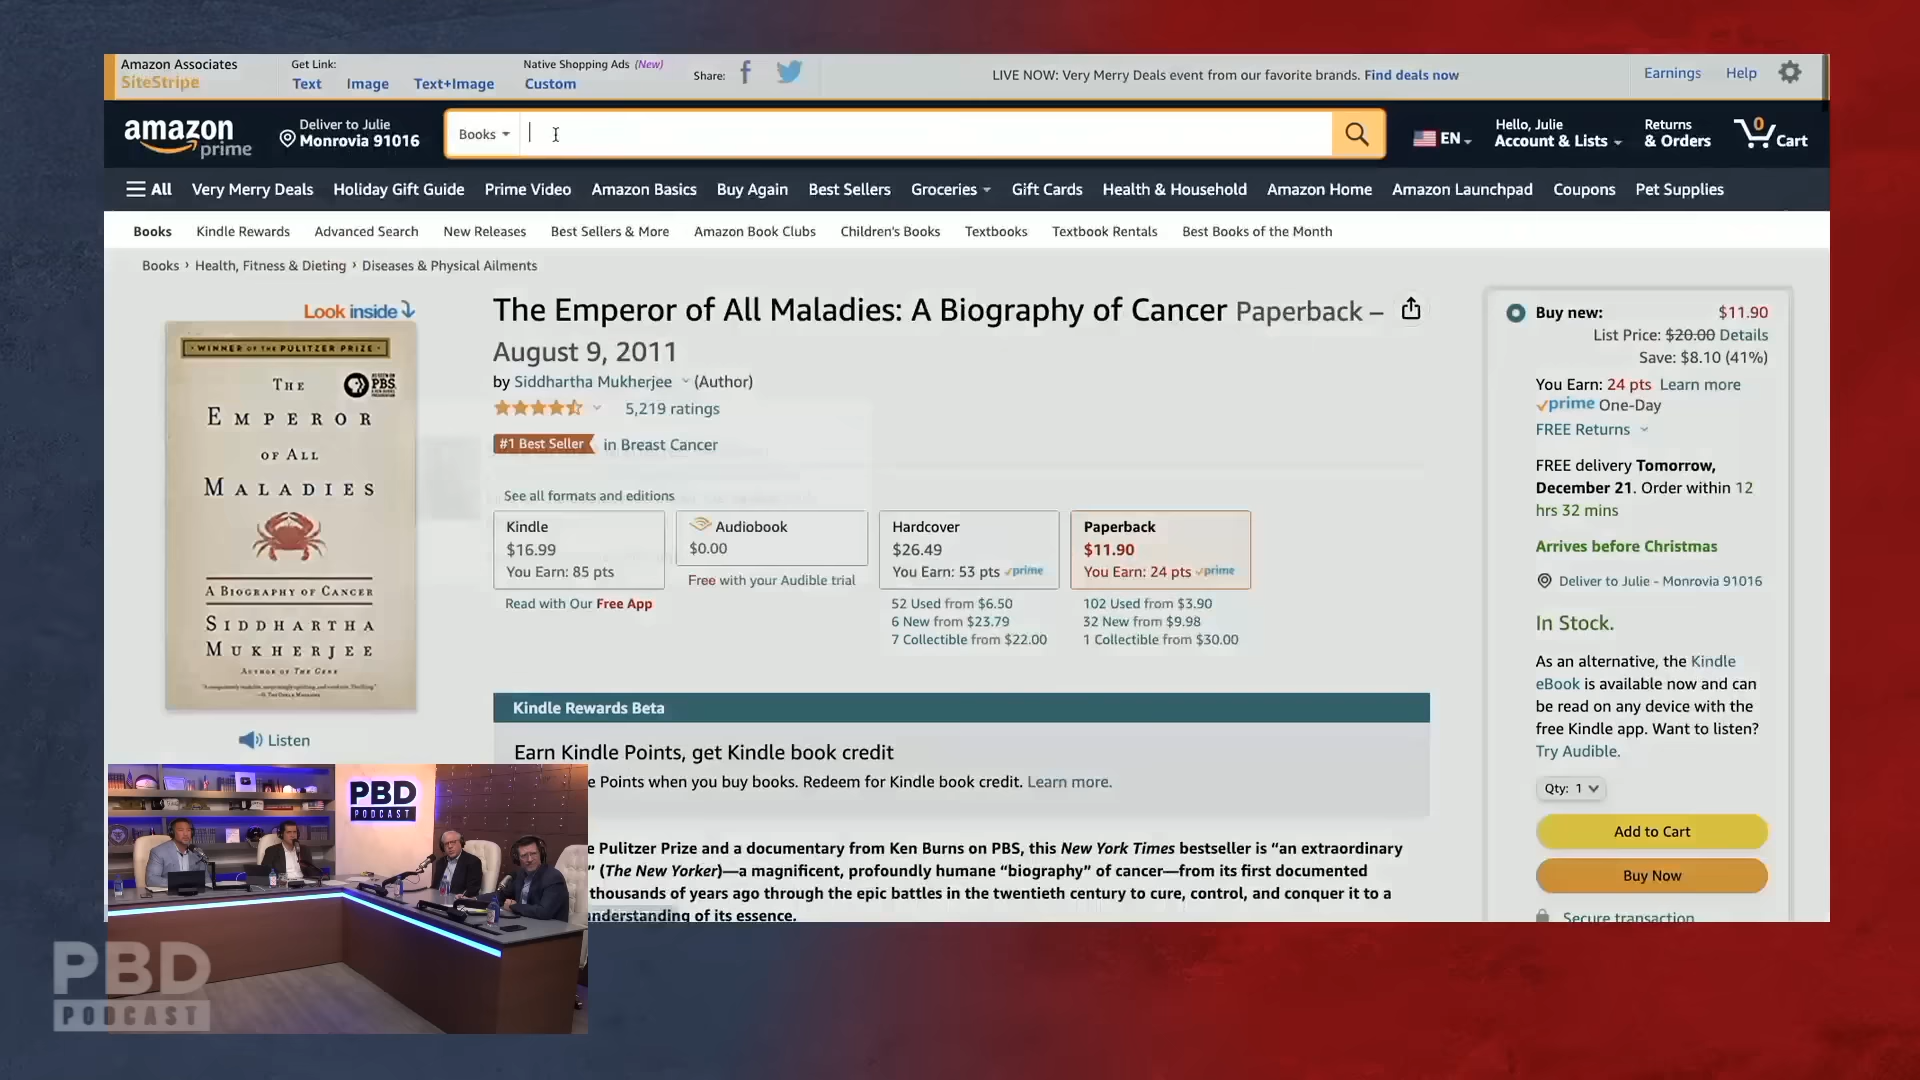 Amazon Associates
SiteStripe
Get Link:
Text Image Text+Image
Native Shopping Ads (New)
Custom
Share:
LIVE NOW: Very Merry Deals event from our favorite brands. Find deals now
Earnings Help
amazon
prime
Deliver to Julie
Monrovia 91016
Books
EN
Hello, Julie
Account & Lists
Returns
& Orders
0
Cart
All Very Merry Deals Holiday Gift Guide Prime Video Amazon Basics Buy Again Best Sellers Groceries Gift Cards Health & Household Amazon Home Amazon Launchpad Coupons Pet Supplies
Books Kindle Rewards Advanced Search New Releases Best Sellers & More Amazon Book Clubs Children's Books Textbooks Textbook Rentals Best Books of the Month
Books › Health, Fitness & Dieting › Diseases & Physical Ailments
Look inside
WINNER OF THE PULITZER PRIZE
PBS
THE
EMPEROR
OF ALL
MALADIES
A BIOGRAPHY OF CANCER
SIDDHARTHA
MUKHERJEE
AUTHOR OF THE GENE
Listen
The Emperor of All Maladies: A Biography of Cancer Paperback –
August 9, 2011
by Siddhartha Mukherjee (Author)
5,219 ratings
#1 Best Seller in Breast Cancer
See all formats and editions
Kindle
$16.99
You Earn: 85 pts
Read with Our Free App
Audiobook
$0.00
Free with your Audible trial
Hardcover
$26.49
You Earn: 53 pts prime
52 Used from $6.50
6 New from $23.79
7 Collectible from $22.00
Paperback
$11.90
You Earn: 24 pts prime
102 Used from $3.90
32 New from $9.98
1 Collectible from $30.00
Kindle Rewards Beta
Earn Kindle Points, get Kindle book credit
e Points when you buy books. Redeem for Kindle book credit. Learn more.
e Pulitzer Prize and a documentary from Ken Burns on PBS, this New York Times bestseller is “an extraordinary
” (The New Yorker)—a magnificent, profoundly humane “biography” of cancer—from its first documented
thousands of years ago through the epic battles in the twentieth century to cure, control, and conquer it to a
understanding of its essence.
Buy new: $11.90
List Price: $20.00 Details
Save: $8.10 (41%)
You Earn: 24 pts Learn more
prime One-Day
FREE Returns
FREE delivery Tomorrow,
December 21. Order within 12
hrs 32 mins
Arrives before Christmas
Deliver to Julie - Monrovia 91016
In Stock.
As an alternative, the Kindle
eBook is available now and can
be read on any device with the
free Kindle app. Want to listen?
Try Audible.
Qty: 1
Add to Cart
Buy Now
Secure transaction
PBD
PODCAST
PBD
PODCAST